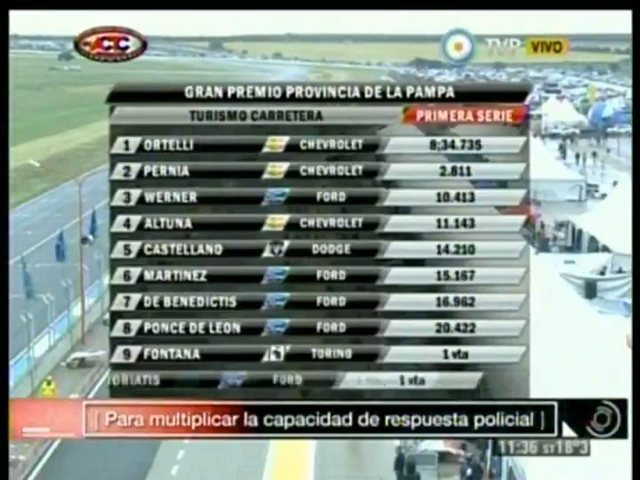 ACTC
TVP VIVO
GRAN PREMIO PROVINCIA DE LA PAMPA
TURISMO CARRETERA PRIMERA SERIE
1 ORTELLI CHEVROLET 8:34.735
2 PERNIA CHEVROLET 2.811
3 WERNER FORD 10.413
4 ALTUNA CHEVROLET 11.143
5 CASTELLANO DODGE 14.210
6 MARTINEZ FORD 15.167
7 DE BENEDICTIS FORD 16.962
8 PONCE DE LEON FORD 20.422
9 FONTANA TORINO 1 vta
ORIATIS FORD 1 vta
[ Para multiplicar la capacidad de respuesta policial ]
11:36 ST 18°3